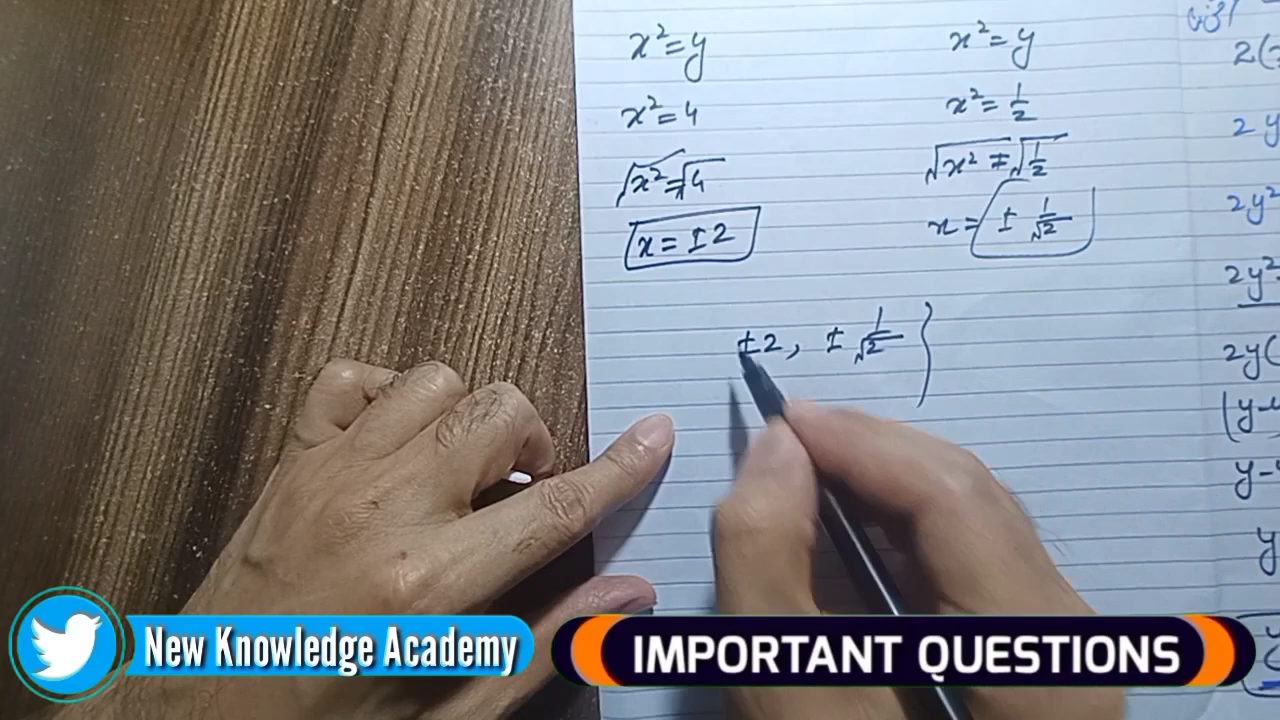 x² = y
x² = 4
√x² = √4
x = ±2
x² = y
x² = 1/2
√x² = √1/2
x = ± 1/√2
±2, ± 1/√2 }
2(
2y
2y²
2y²-
2y(
(y-
y-
y
New Knowledge Academy
IMPORTANT QUESTIONS